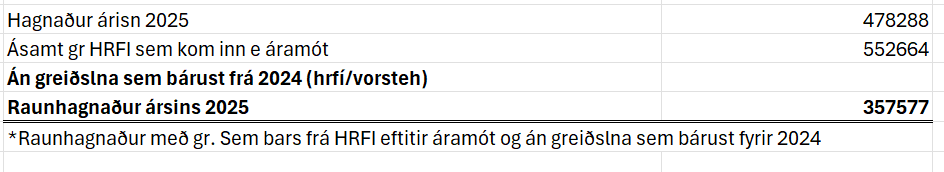 Hagnaður árisn 2025 478288
Ásamt gr HRFI sem kom inn e áramót 552664
Án greiðslna sem bárust frá 2024 (hrfí/vorsteh)
Raunhagnaður ársins 2025 357577
*Raunhagnaður með gr. Sem bars frá HRFI eftitir áramót og án greiðslna sem bárust fyrir 2024